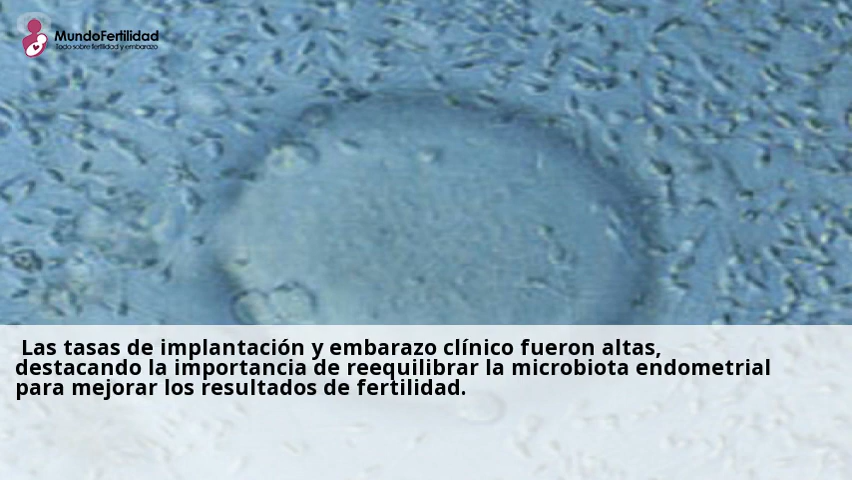 MundoFertilidad
Todo sobre fertilidad y embarazo
Las tasas de implantación y embarazo clínico fueron altas,
destacando la importancia de reequilibrar la microbiota endometrial
para mejorar los resultados de fertilidad.